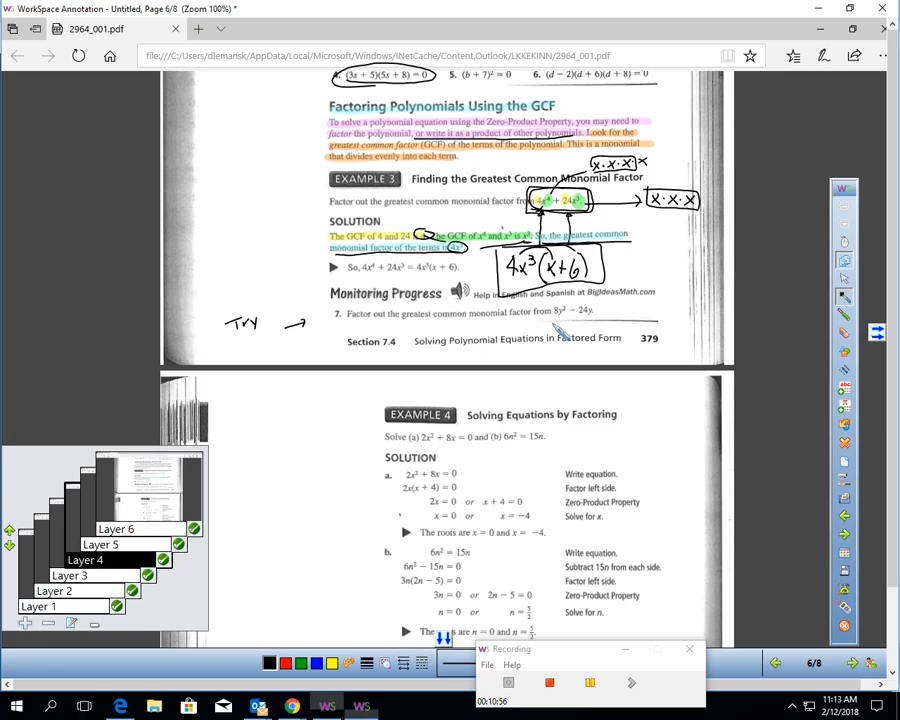 WorkSpace Annotation - Untitled, Page 6/8 (Zoom 100%) *
2964_001.pdf
file:///C:/Users/dlemansk/AppData/Local/Microsoft/Windows/INetCache/Content.Outlook/LKKEKINN/2964_001.pdf
4. (3s + 5)(5s + 8) = 0 5. (b + 7)² = 0 6. (d − 2)(d + 6)(d + 8) = 0
Factoring Polynomials Using the GCF
To solve a polynomial equation using the Zero-Product Property, you may need to
factor the polynomial, or write it as a product of other polynomials. Look for the
greatest common factor (GCF) of the terms of the polynomial. This is a monomial
that divides evenly into each term.
x·x·x x
EXAMPLE 3 Finding the Greatest Common Monomial Factor
Factor out the greatest common monomial factor from 4x⁴ + 24x³. x·x·x
SOLUTION
The GCF of 4 and 24 The GCF of x⁴ and x³ is x³. So, the greatest common
monomial factor of the terms is 4x³.
4x³(x+6)
So, 4x⁴ + 24x³ = 4x³(x + 6).
Monitoring Progress Help in English and Spanish at BigIdeasMath.com
7. Factor out the greatest common monomial factor from 8y² − 24y.
Try →
Section 7.4 Solving Polynomial Equations in Factored Form 379
EXAMPLE 4 Solving Equations by Factoring
Solve (a) 2x² + 8x = 0 and (b) 6n² = 15n.
SOLUTION
a. 2x² + 8x = 0 Write equation.
2x(x + 4) = 0 Factor left side.
2x = 0 or x + 4 = 0 Zero-Product Property
x = 0 or x = −4 Solve for x.
The roots are x = 0 and x = −4.
b. 6n² = 15n Write equation.
6n² − 15n = 0 Subtract 15n from each side.
3n(2n − 5) = 0 Factor left side.
3n = 0 or 2n − 5 = 0 Zero-Product Property
n = 0 or n = 5/2 Solve for n.
The s are n = 0 and n = 5/2.
Layer 6
Layer 5
Layer 4
Layer 3
Layer 2
Layer 1
Recording
File Help
00:10:56
6/8
11:13 AM
2/12/2018